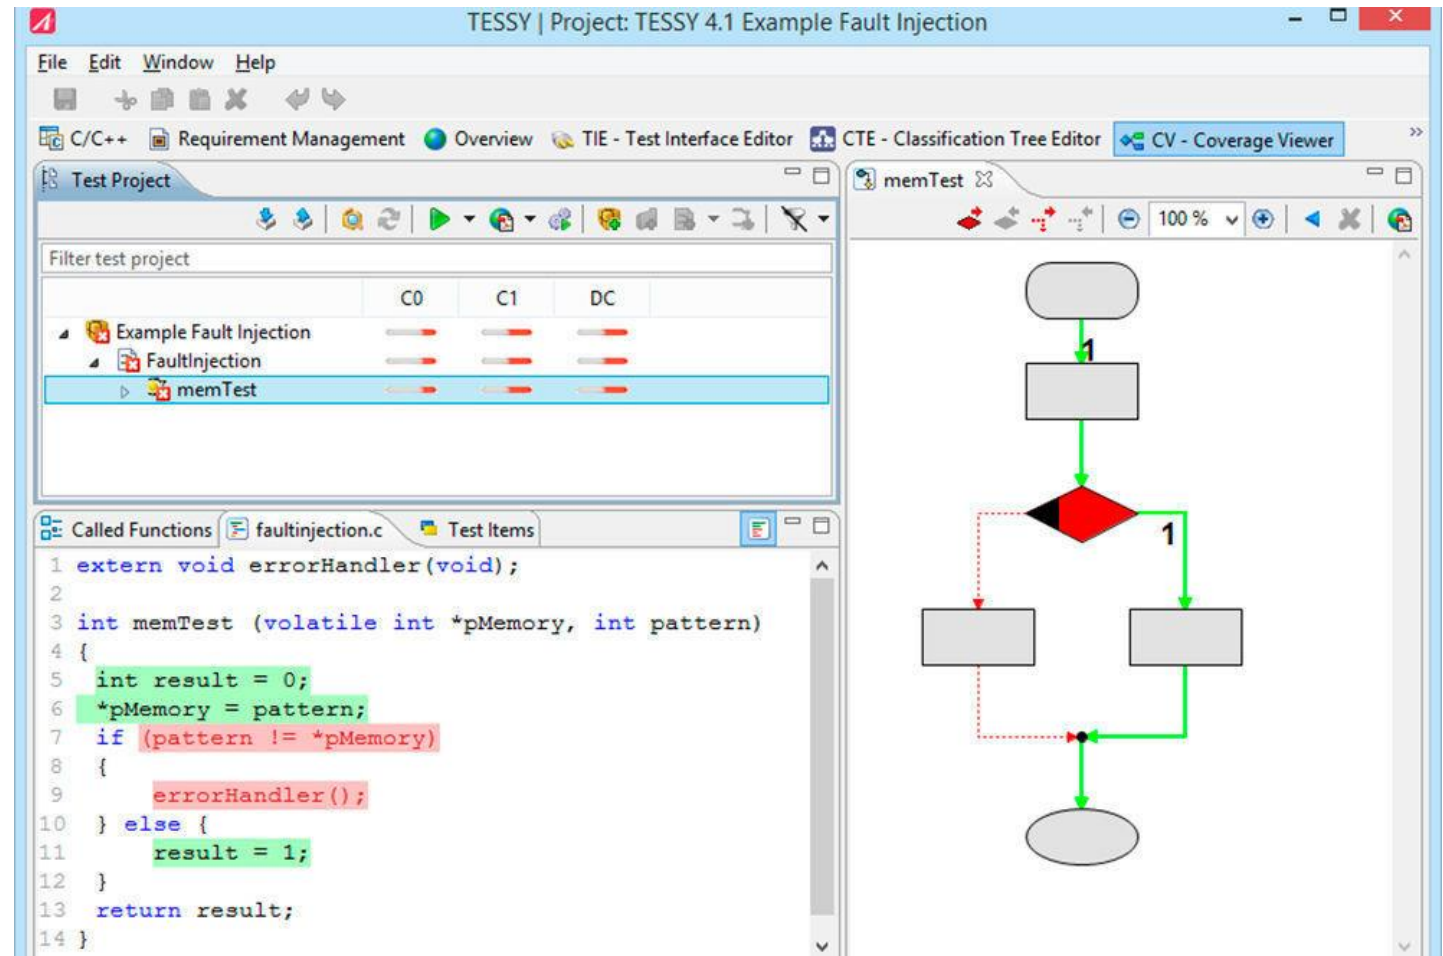 TESSY | Project: TESSY 4.1 Example Fault Injection
File Edit Window Help
C/C++ Requirement Management Overview TIE - Test Interface Editor CTE - Classification Tree Editor CV - Coverage Viewer »
Test Project
Filter test project
C0 C1 DC
Example Fault Injection
FaultInjection
memTest
Called Functions faultinjection.c Test Items
1 extern void errorHandler(void);
2
3 int memTest (volatile int *pMemory, int pattern)
4 {
5 int result = 0;
6 *pMemory = pattern;
7 if (pattern != *pMemory)
8 {
9 errorHandler();
10 } else {
11 result = 1;
12 }
13 return result;
14 }
memTest
100 %
1
1